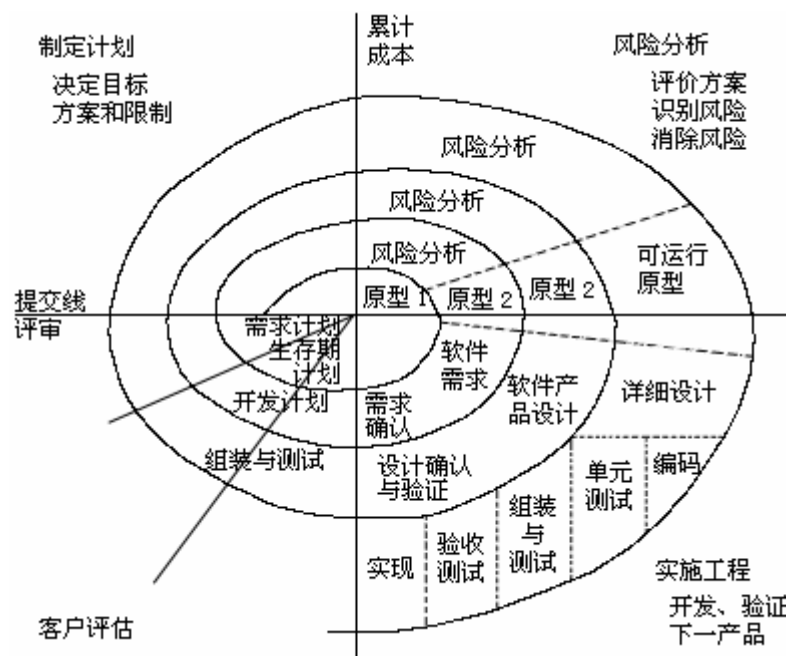 制定计划
决定目标
方案和限制
累计
成本
风险分析
评价方案
识别风险
消除风险
风险分析
风险分析
风险分析
可运行
原型
原型 1
原型 2
原型 2
提交线
评审
需求计划
生存期
计划
软件
需求
开发计划
需求
确认
软件产
品设计
详细设计
组装与测试
设计确认
与验证
单元
测试
编码
组装
与
测试
验收
测试
实现
实施工程
开发、验证
下一产品
客户评估